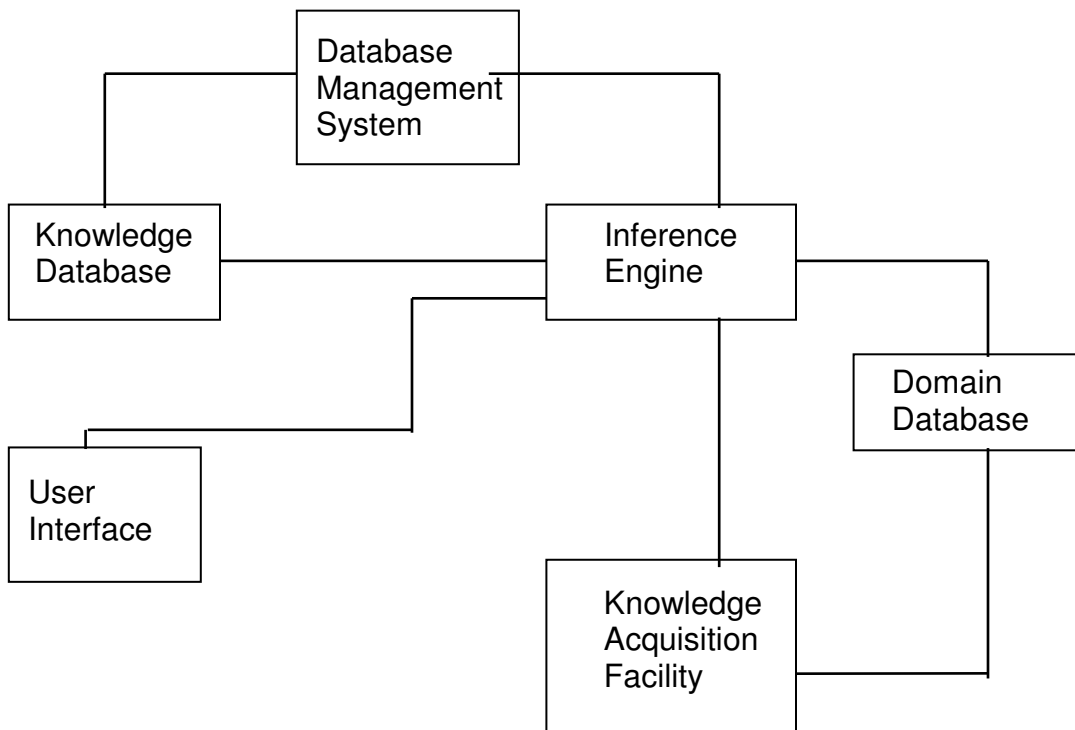 Database
Management
System
Knowledge
Database
Inference
Engine
Domain
Database
User
Interface
Knowledge
Acquisition
Facility